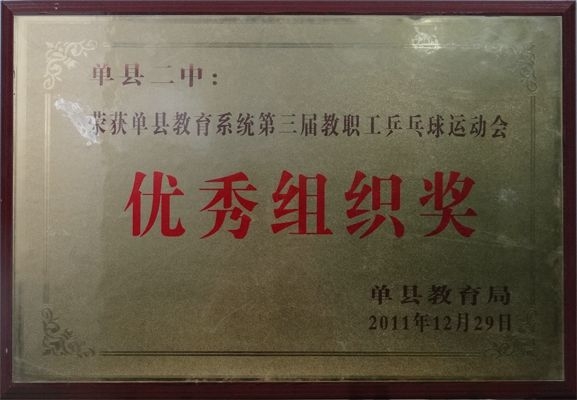 单县二中：
荣获单县教育系统第三届教职工乒乓球运动会
优秀组织奖
单县教育局
2011年12月29日